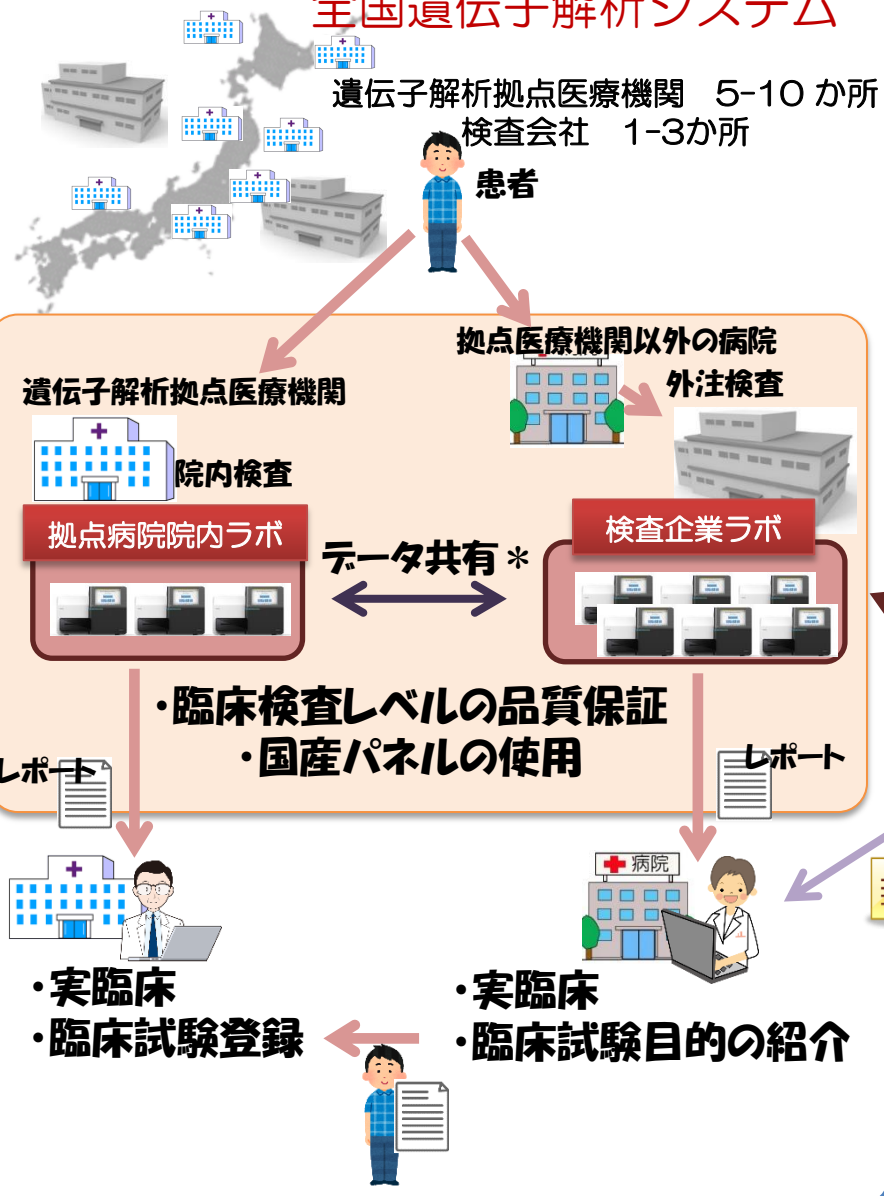 全国遺伝子解析システム
遺伝子解析拠点医療機関 5-10 か所
検査会社 1-3か所
患者
拠点医療機関以外の病院
外注検査
遺伝子解析拠点医療機関
院内検査
拠点病院院内ラボ
データ共有＊
検査企業ラボ
・臨床検査レベルの品質保証
・国産パネルの使用
レポート
レポート
病院
・実臨床
・臨床試験登録
・実臨床
・臨床試験目的の紹介